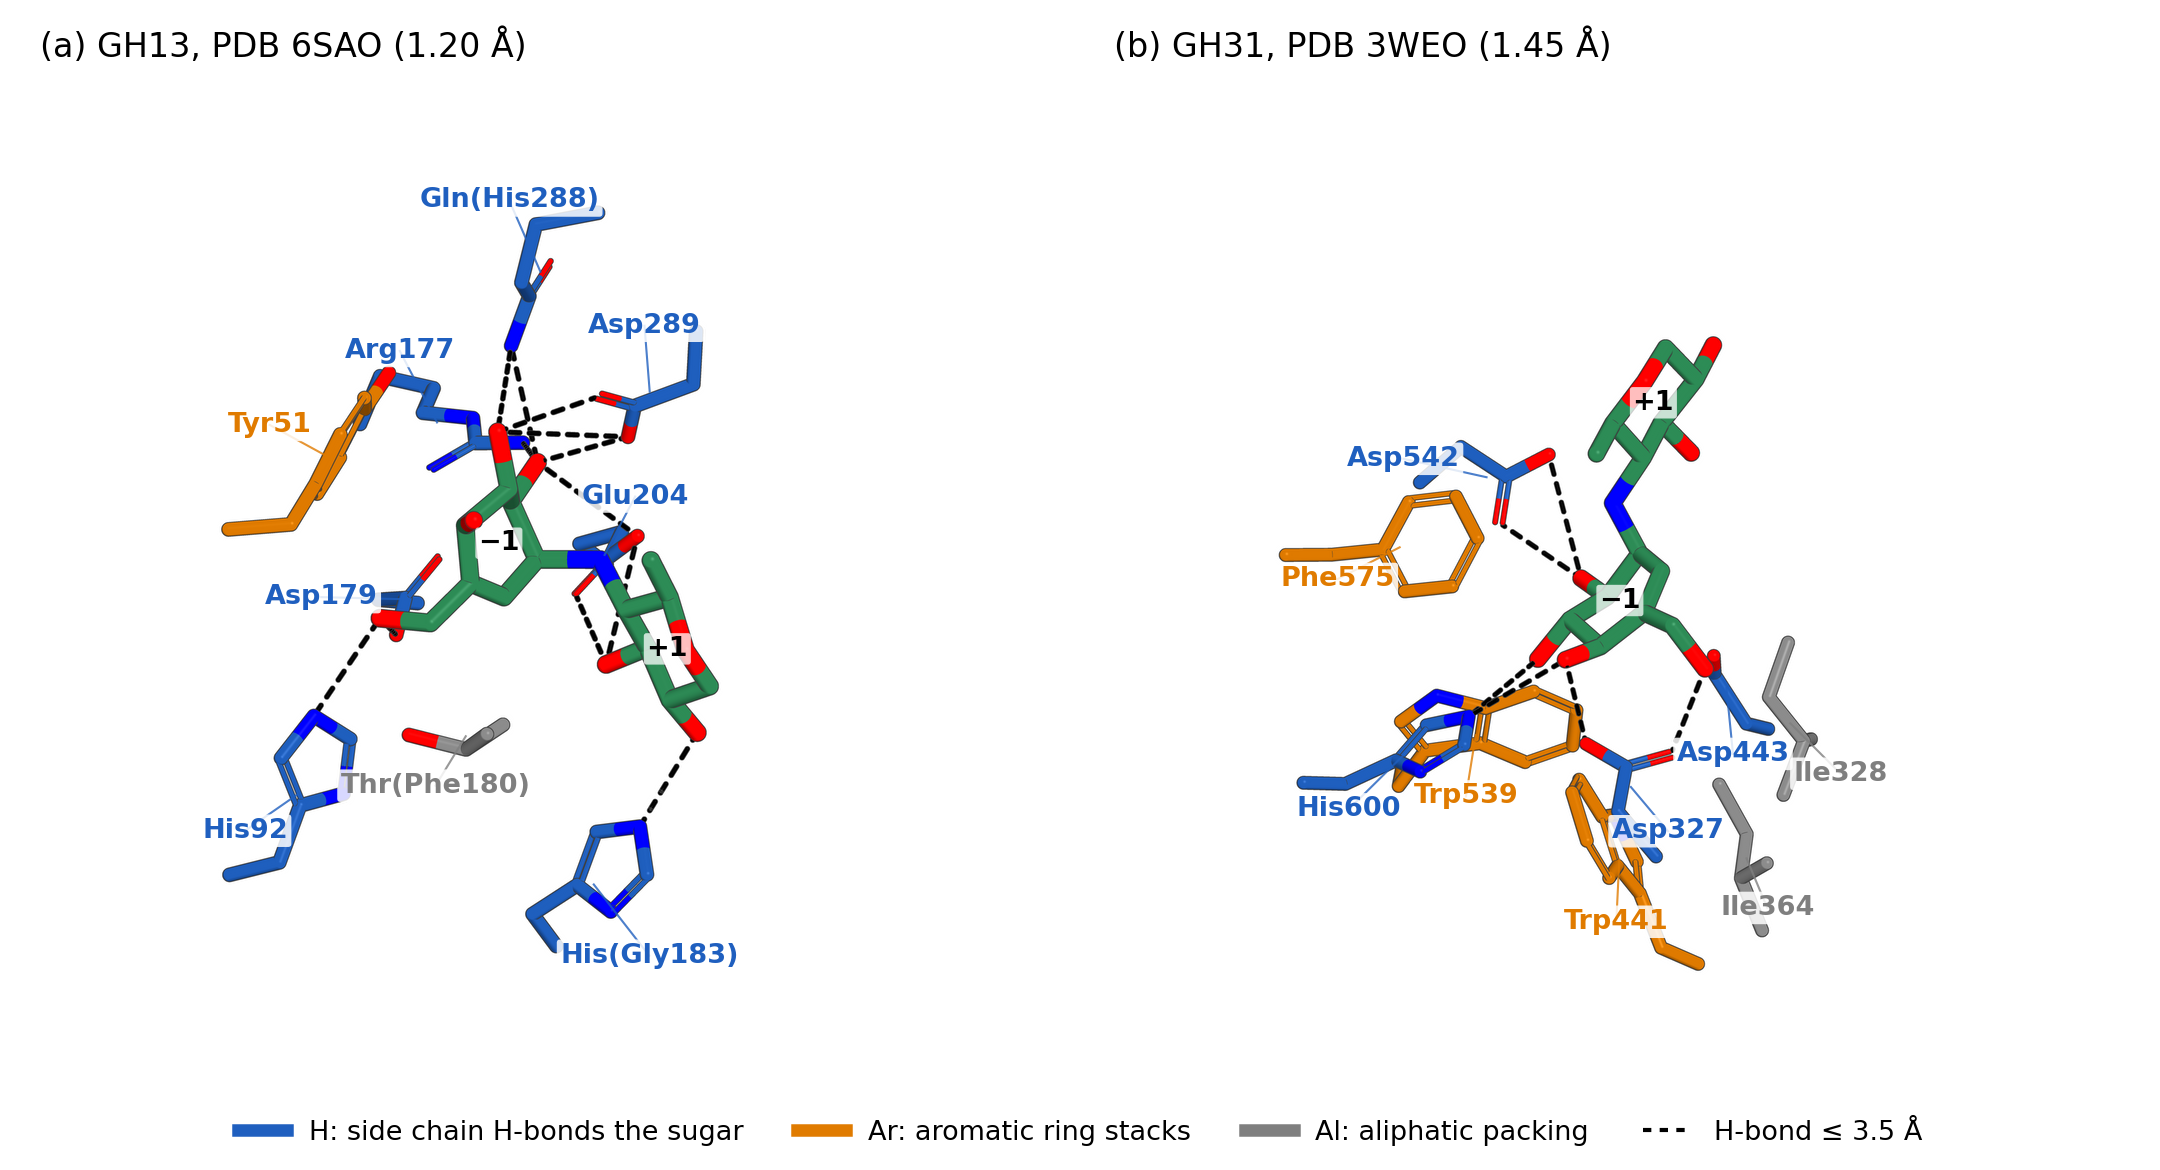 (a) GH13, PDB 6SAO (1.20 Å)
(b) GH31, PDB 3WEO (1.45 Å)
Gln(His288)
Asp289
Arg177
Tyr51
Glu204
−1
Asp179
+1
Thr(Phe180)
His92
His(Gly183)
+1
Asp542
Phe575
−1
Asp443
Ile328
Trp539
His600
Asp327
Ile364
Trp441
H: side chain H-bonds the sugar
Ar: aromatic ring stacks
Al: aliphatic packing
H-bond ≤ 3.5 Å